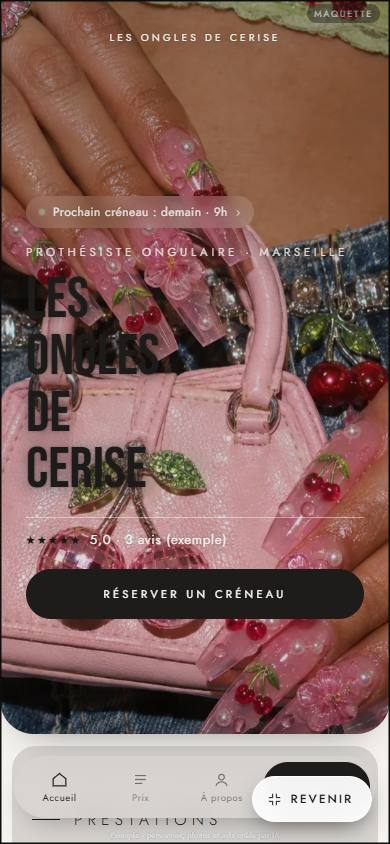 MAQUETTE
LES ONGLES DE CERISE
Prochain créneau : demain · 9h ›
PROTHÉSISTE ONGULAIRE · MARSEILLE
LES
ONGLES
DE
CERISE
★★★★★ 5,0 · 3 avis (exemple)
RÉSERVER UN CRÉNEAU
Accueil
Prix
À propos
REVENIR
PRESTATIONS